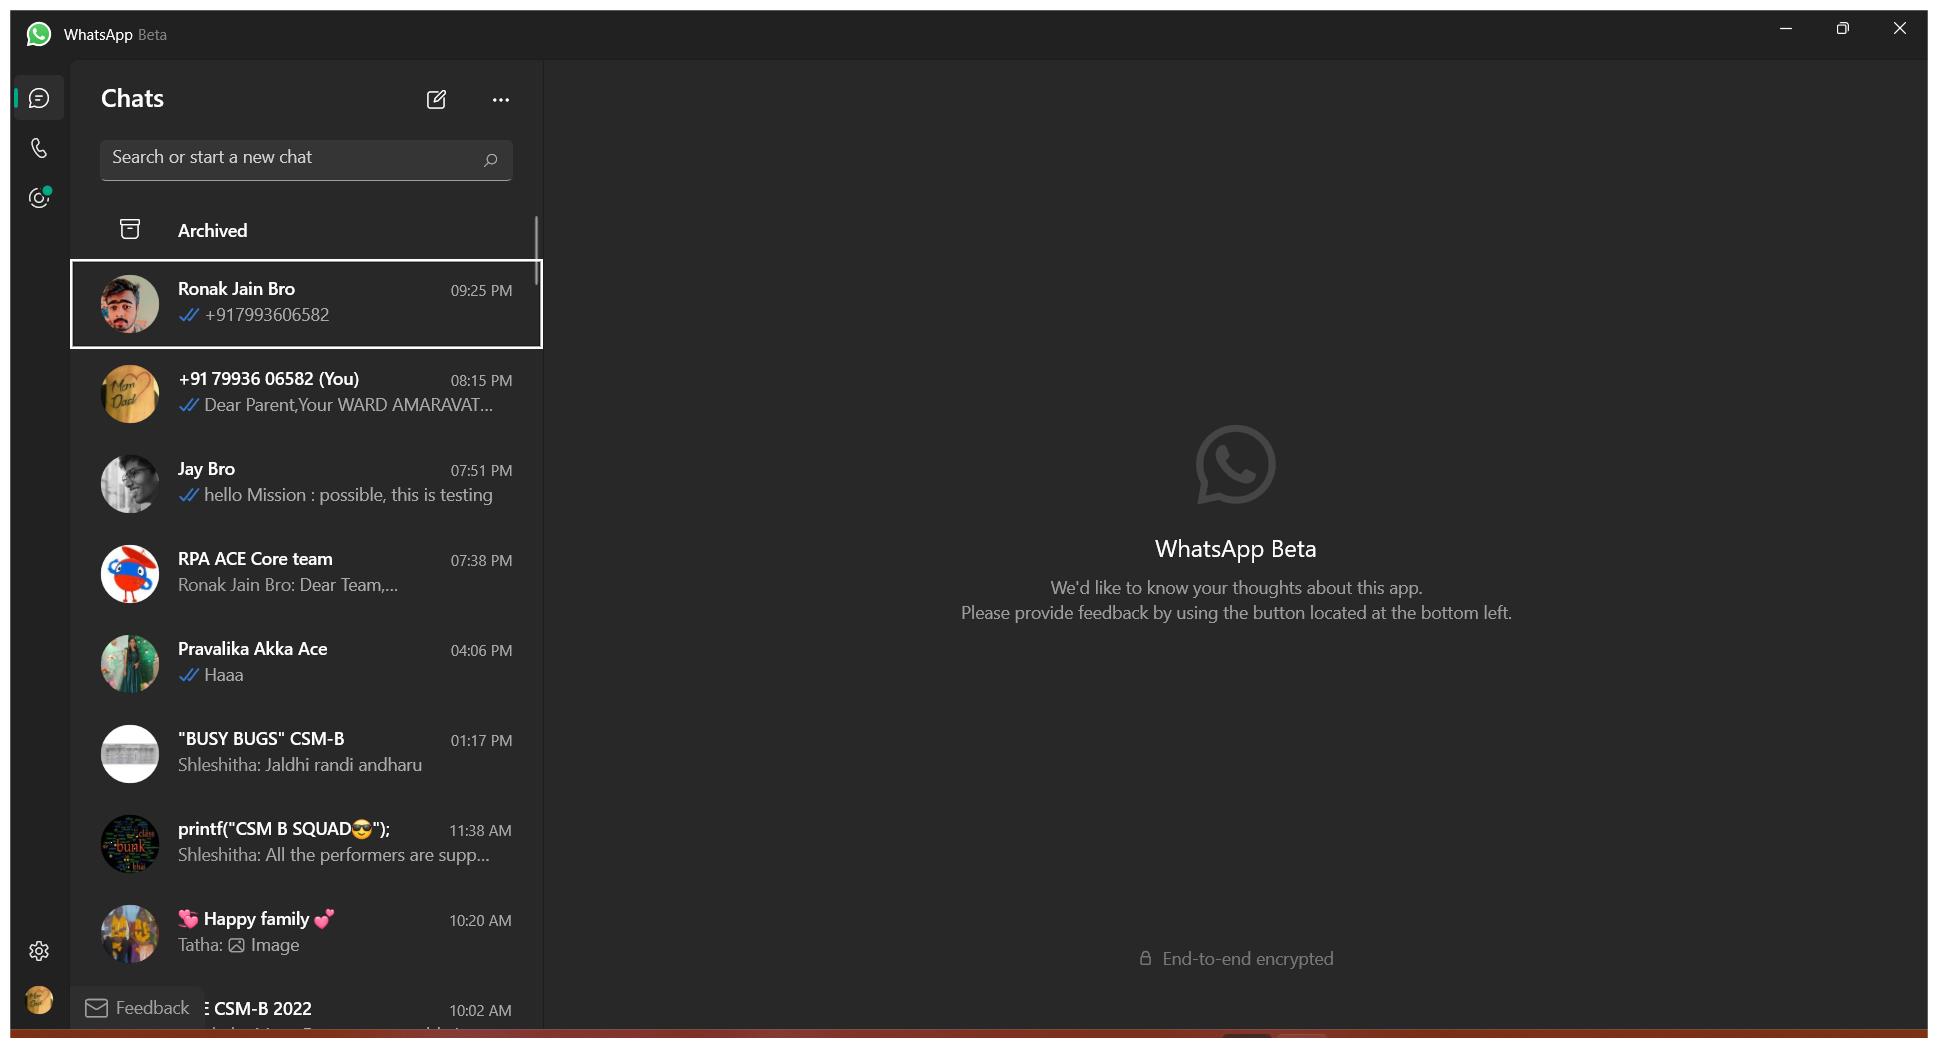 WhatsApp Beta
Chats
Search or start a new chat
Archived
Ronak Jain Bro 09:25 PM
+917993606582
+91 79936 06582 (You) 08:15 PM
Dear Parent,Your WARD AMARAVAT...
Jay Bro 07:51 PM
hello Mission : possible, this is testing
RPA ACE Core team 07:38 PM
Ronak Jain Bro: Dear Team,...
Pravalika Akka Ace 04:06 PM
Haaa
"BUSY BUGS" CSM-B 01:17 PM
Shleshitha: Jaldhi randi andharu
printf("CSM B SQUAD😎"); 11:38 AM
Shleshitha: All the performers are supp...
💝 Happy family 💕 10:20 AM
Tatha: Image
CSM-B 2022 10:02 AM
Feedback
WhatsApp Beta
We'd like to know your thoughts about this app.
Please provide feedback by using the button located at the bottom left.
End-to-end encrypted
Mom
Dad
bunk
class